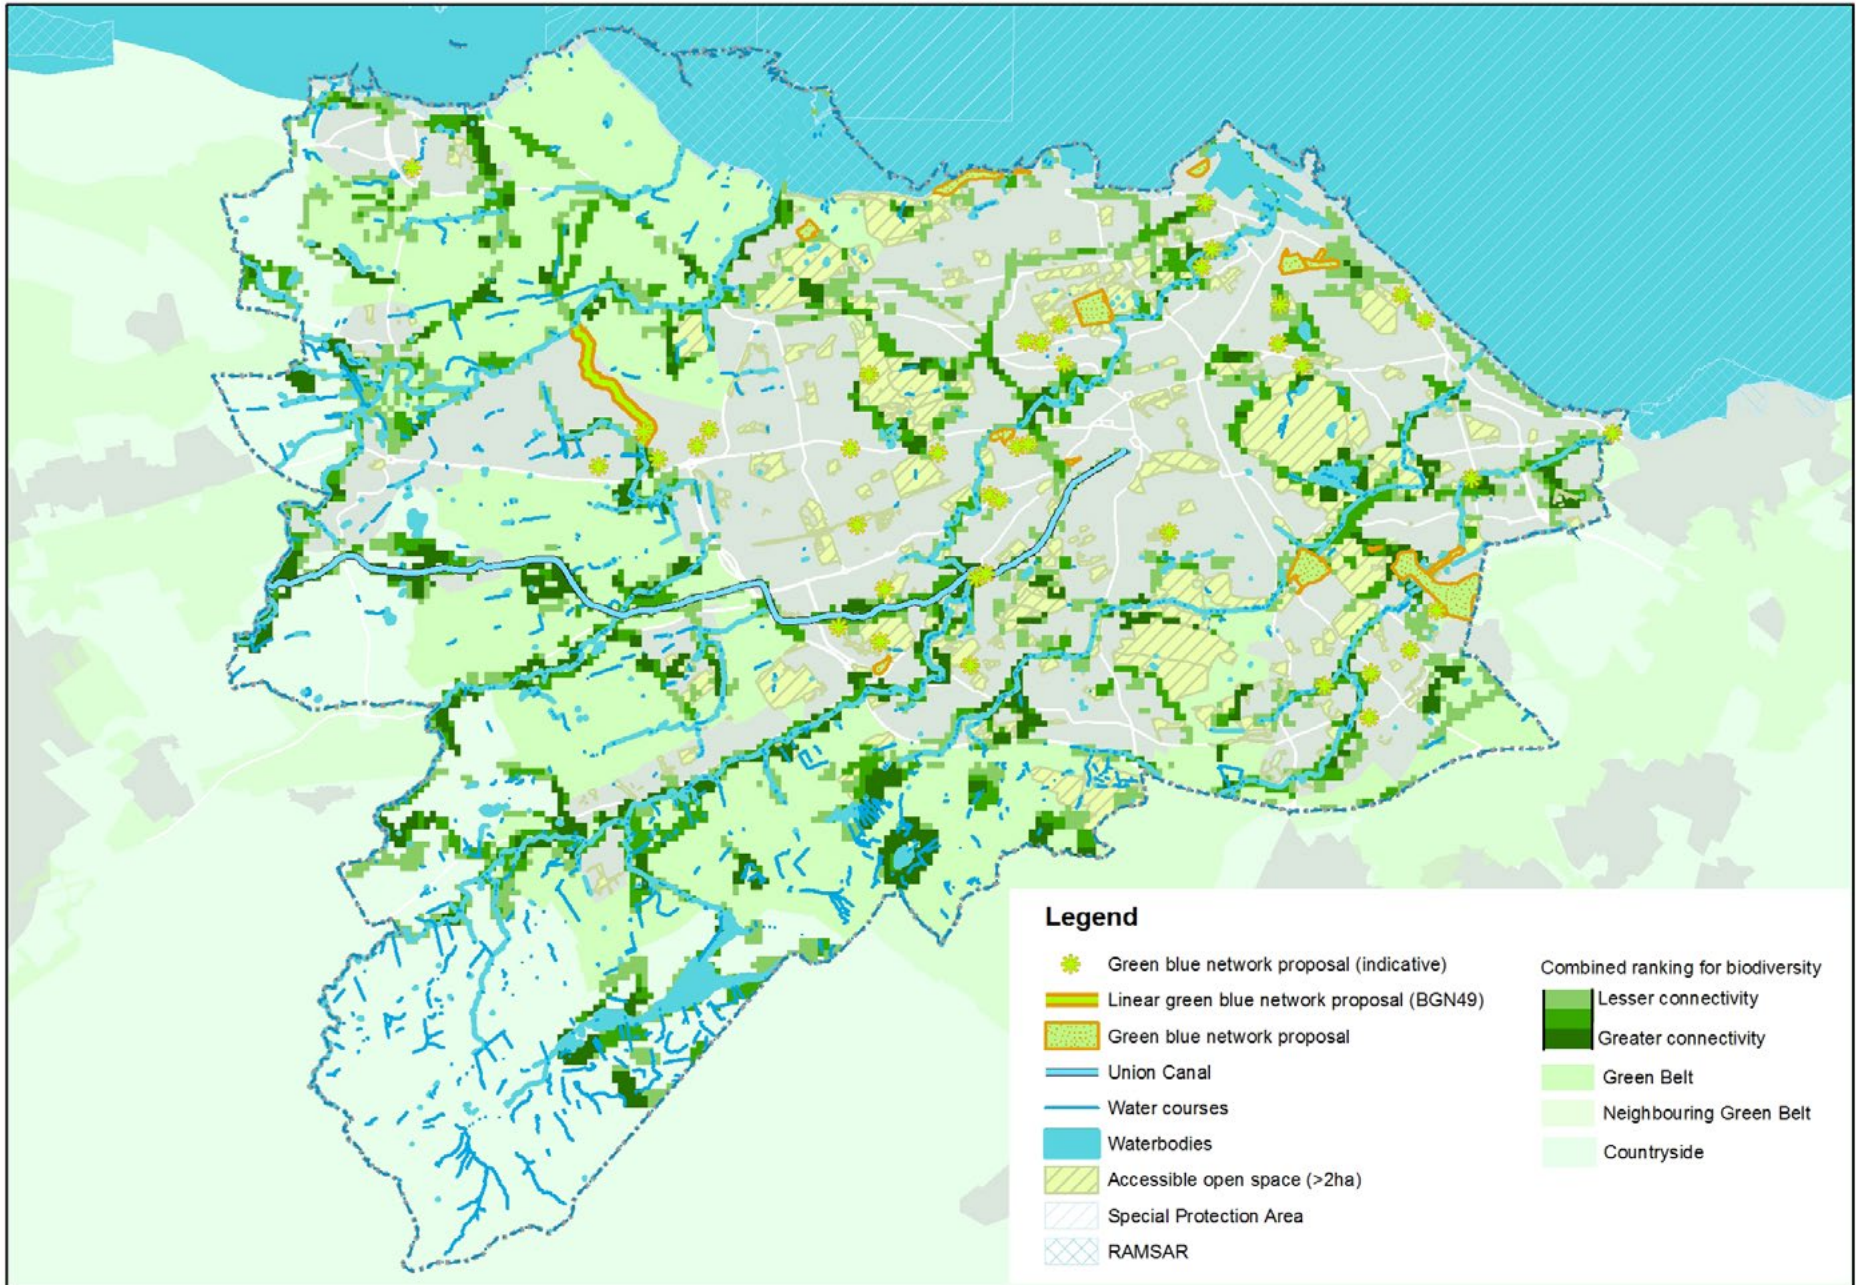 Legend
Green blue network proposal (indicative)
Linear green blue network proposal (BGN49)
Green blue network proposal
Union Canal
Water courses
Waterbodies
Accessible open space (>2ha)
Special Protection Area
RAMSAR
Combined ranking for biodiversity
Lesser connectivity
Greater connectivity
Green Belt
Neighbouring Green Belt
Countryside